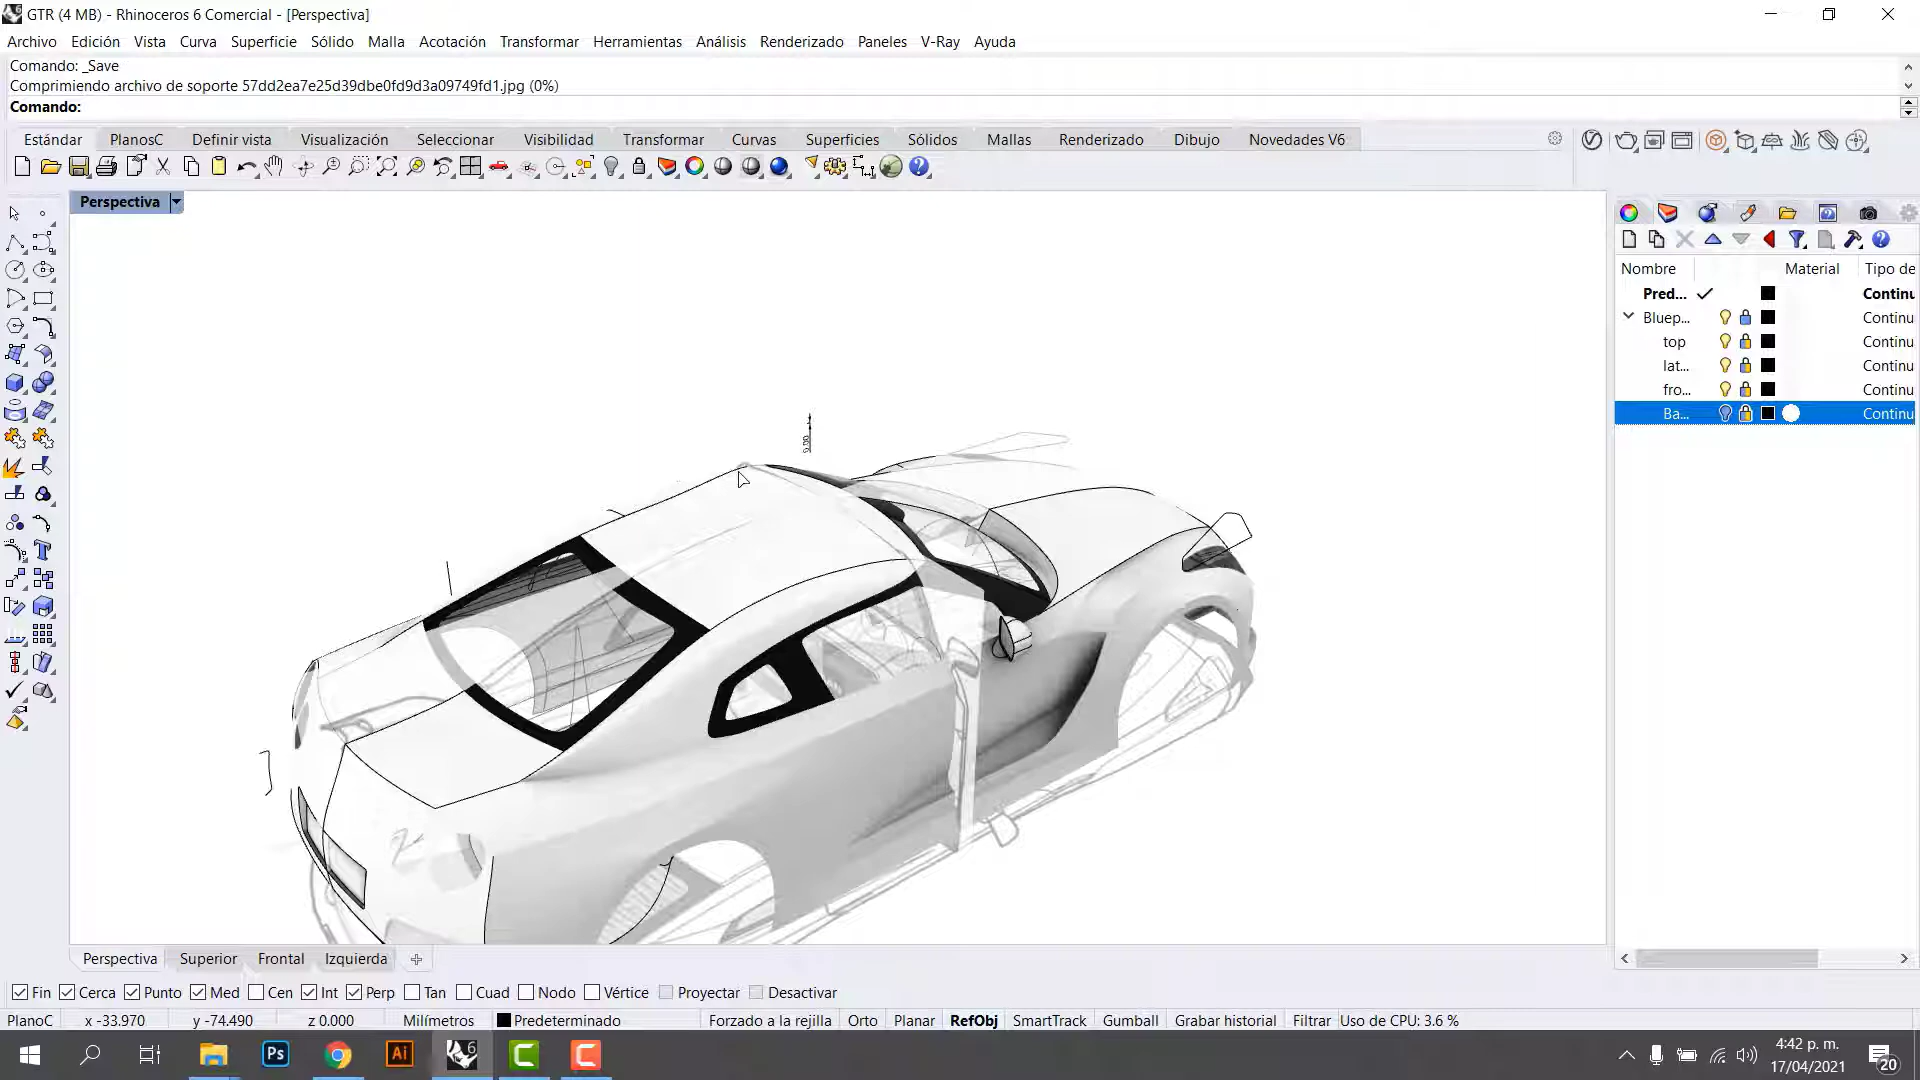 GTR (4 MB) - Rhinoceros 6 Comercial - [Perspectiva]
Archivo Edición Vista Curva Superficie Sólido Malla Acotación Transformar Herramientas Análisis Renderizado Paneles V-Ray Ayuda
Comando: _Save
Comprimiendo archivo de soporte 57dd2ea7e25d39dbe0fd9d3a09749fd1.jpg (0%)
Comando:
Estándar PlanosC Definir vista Visualización Seleccionar Visibilidad Transformar Curvas Superficies Sólidos Mallas Renderizado Dibujo Novedades V6
Perspectiva
Nombre Material Tipo de
Pred... Continu
Bluep... Continu
top Continu
lat... Continu
fro... Continu
Ba... Continu
Perspectiva Superior Frontal Izquierda
Fin Cerca Punto Med Cen Int Perp Tan Cuad Nodo Vértice Proyectar Desactivar
PlanoC x -33.970 y -74.490 z 0.000 Milímetros Predeterminado Forzado a la rejilla Orto Planar RefObj SmartTrack Gumball Grabar historial Filtrar Uso de CPU: 3.6 %
Ps Ai 6 4:42 p. m.
17/04/2021 20